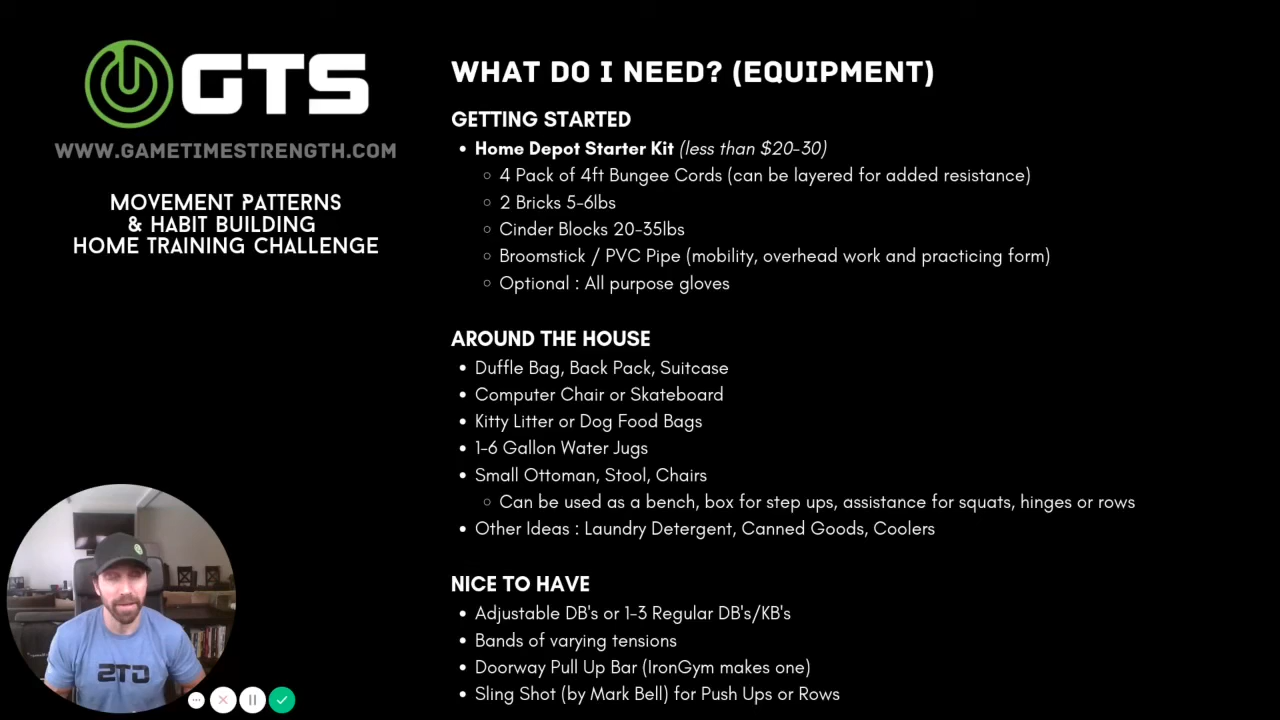 GTS
WWW.GAMETIMESTRENGTH.COM
MOVEMENT PATTERNS
& HABIT BUILDING
HOME TRAINING CHALLENGE
WHAT DO I NEED? (EQUIPMENT)
GETTING STARTED
Home Depot Starter Kit (less than $20-30)
4 Pack of 4ft Bungee Cords (can be layered for added resistance)
2 Bricks 5-6lbs
Cinder Blocks 20-35lbs
Broomstick / PVC Pipe (mobility, overhead work and practicing form)
Optional : All purpose gloves
AROUND THE HOUSE
Duffle Bag, Back Pack, Suitcase
Computer Chair or Skateboard
Kitty Litter or Dog Food Bags
1-6 Gallon Water Jugs
Small Ottoman, Stool, Chairs
Can be used as a bench, box for step ups, assistance for squats, hinges or rows
Other Ideas : Laundry Detergent, Canned Goods, Coolers
NICE TO HAVE
Adjustable DB's or 1-3 Regular DB's/KB's
Bands of varying tensions
Doorway Pull Up Bar (IronGym makes one)
Sling Shot (by Mark Bell) for Push Ups or Rows
GTS